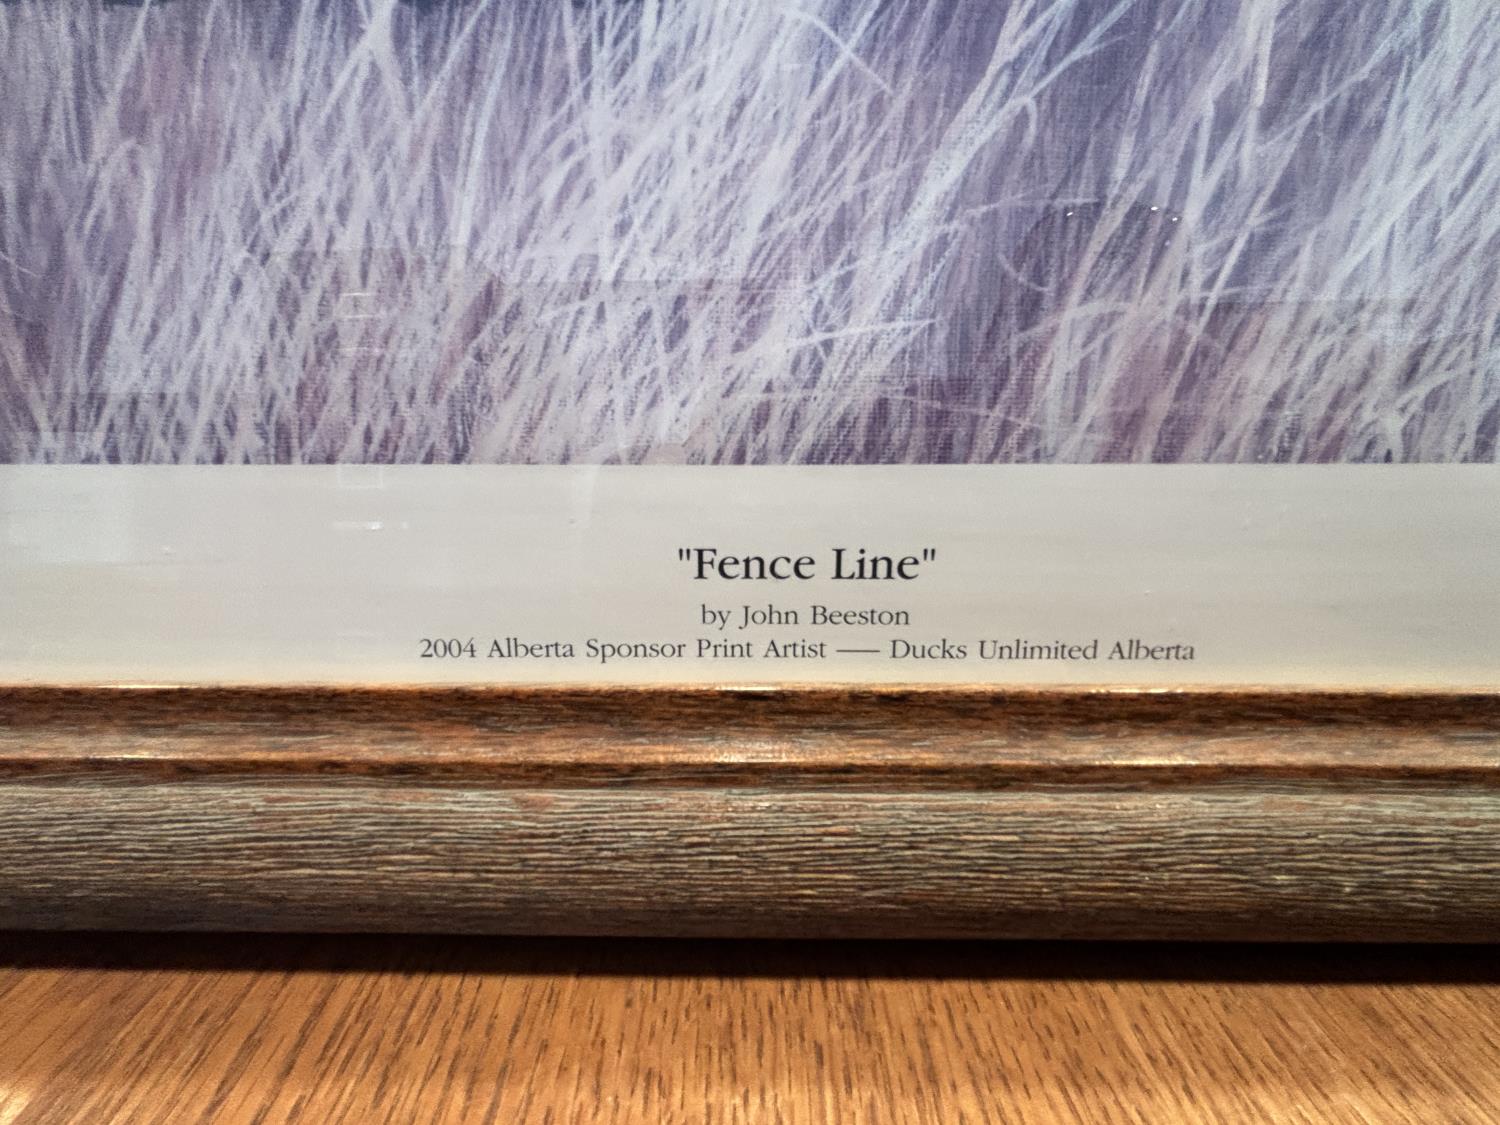 "Fence Line"
by John Beeston
2004 Alberta Sponsor Print Artist — Ducks Unlimited Alberta